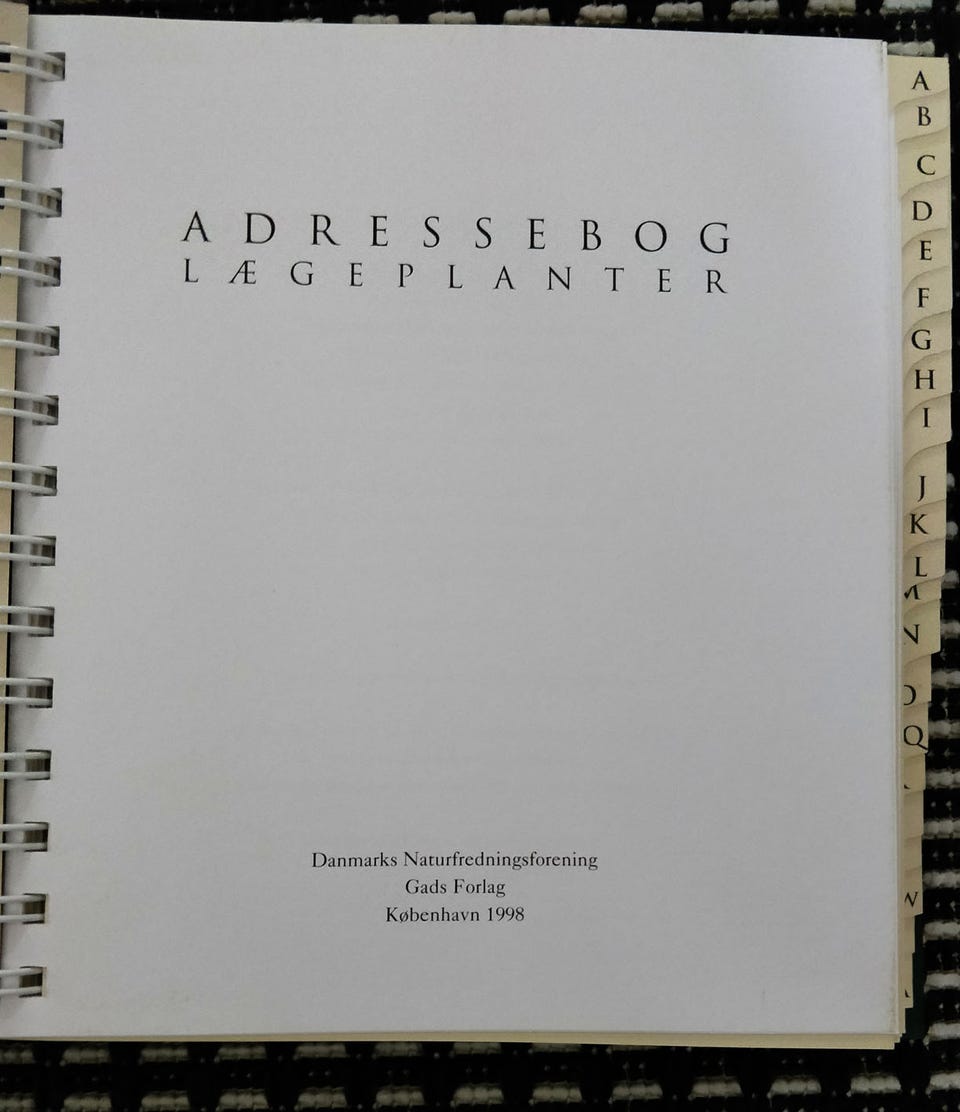 ADRESSEBOG
LÆGEPLANTER
Danmarks Naturfredningsforening
Gads Forlag
København 1998
A
B
C
D
E
F
G
H
I
J
K
L
N
Q
W